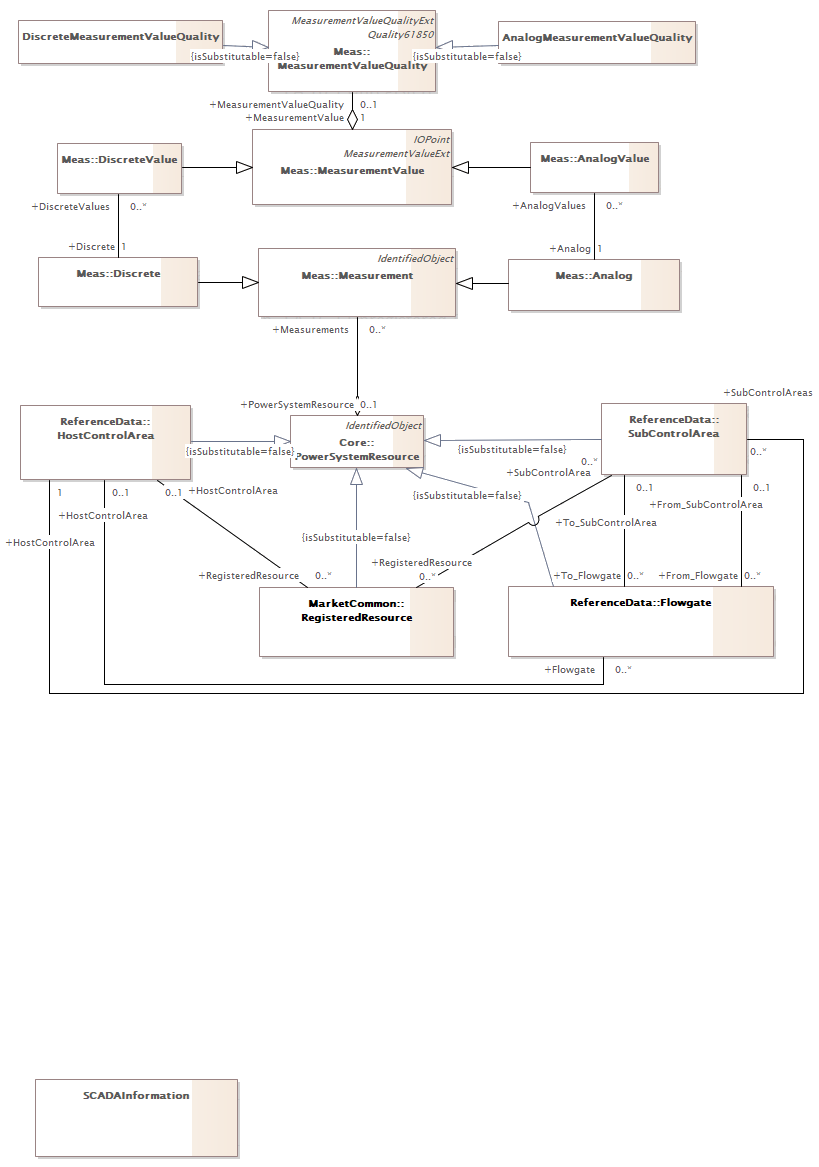 MeasurementValueQualityExt
Quality61850
DiscreteMeasurementValueQuality
Meas::
MeasurementValueQuality
AnalogMeasurementValueQuality
{isSubstitutable=false}
{isSubstitutable=false}
+MeasurementValueQuality
0..1
+MeasurementValue
1
IOPoint
MeasurementValueExt
Meas::MeasurementValue
Meas::DiscreteValue
Meas::AnalogValue
+DiscreteValues
0..*
+AnalogValues
0..*
+Discrete
1
+Analog
1
IdentifiedObject
Meas::Discrete
Meas::Measurement
Meas::Analog
+Measurements
0..*
+SubControlAreas
+PowerSystemResource
0..1
ReferenceData::
HostControlArea
IdentifiedObject
Core::
PowerSystemResource
ReferenceData::
SubControlArea
{isSubstitutable=false}
{isSubstitutable=false}
0..*
0..*
+SubControlArea
1
0..1
0..1
+HostControlArea
{isSubstitutable=false}
0..1
0..1
+From_SubControlArea
+HostControlArea
+To_SubControlArea
+HostControlArea
{isSubstitutable=false}
+RegisteredResource
0..*
+RegisteredResource
0..*
+To_Flowgate
0..*
+From_Flowgate
0..*
MarketCommon::
RegisteredResource
ReferenceData::Flowgate
+Flowgate
0..*
SCADAInformation